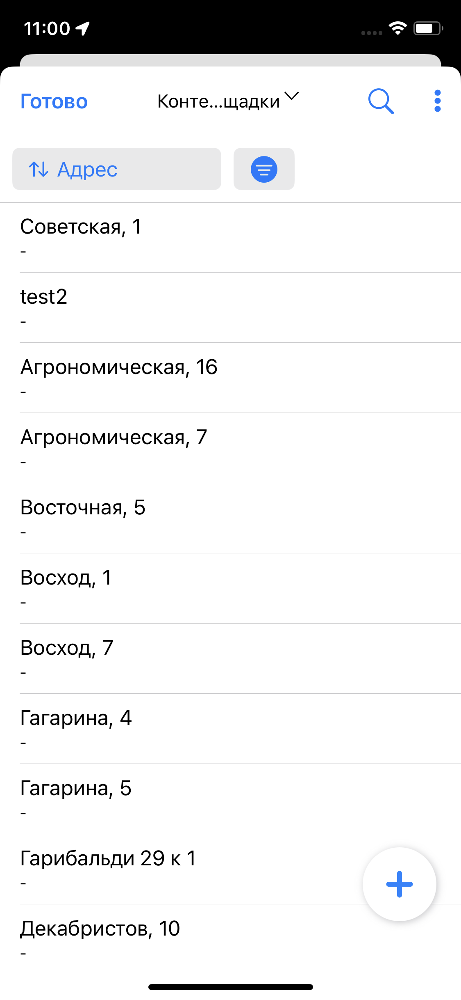 11:00
Готово
Конте...щадки
Адрес
Советская, 1
-
test2
-
Агрономическая, 16
-
Агрономическая, 7
-
Восточная, 5
-
Восход, 1
-
Восход, 7
-
Гагарина, 4
-
Гагарина, 5
-
Гарибальди 29 к 1
-
Декабристов, 10
-